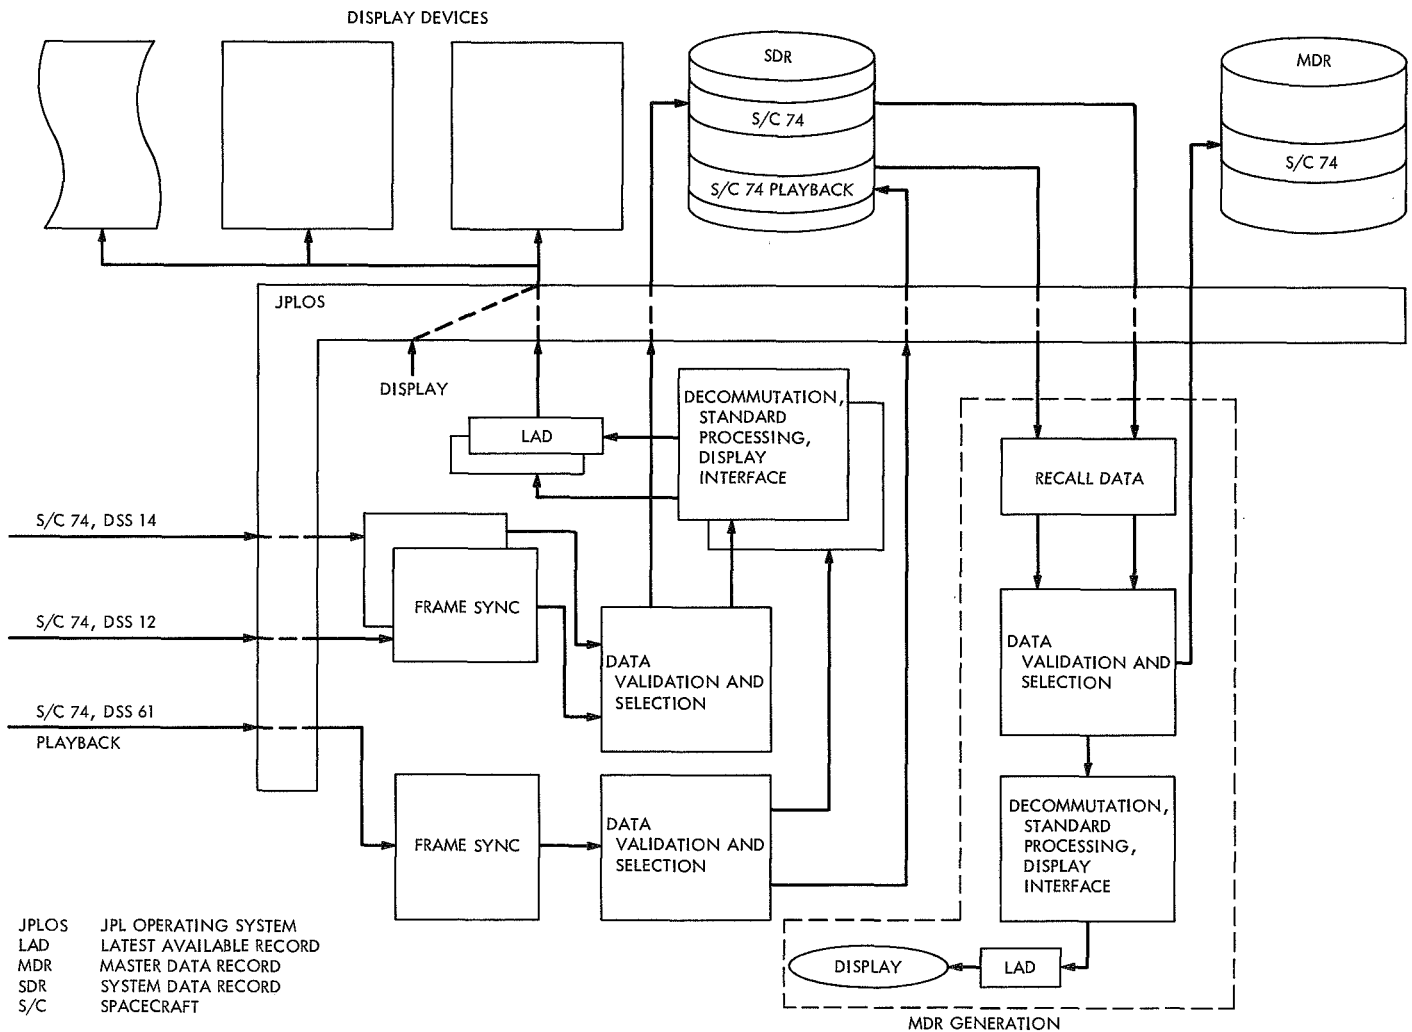 DISPLAY DEVICES
SDR
S/C 74
S/C 74 PLAYBACK
MDR
S/C 74
JPLOS
DISPLAY
DECOMMUTATION,
STANDARD
PROCESSING,
DISPLAY
INTERFACE
LAD
RECALL DATA
S/C 74, DSS 14
S/C 74, DSS 12
S/C 74, DSS 61
PLAYBACK
FRAME SYNC
DATA
VALIDATION AND
SELECTION
DATA
VALIDATION AND
SELECTION
FRAME SYNC
DATA
VALIDATION AND
SELECTION
DECOMMUTATION,
STANDARD
PROCESSING,
DISPLAY
INTERFACE
DISPLAY
LAD
MDR GENERATION
JPLOS JPL OPERATING SYSTEM
LAD LATEST AVAILABLE RECORD
MDR MASTER DATA RECORD
SDR SYSTEM DATA RECORD
S/C SPACECRAFT